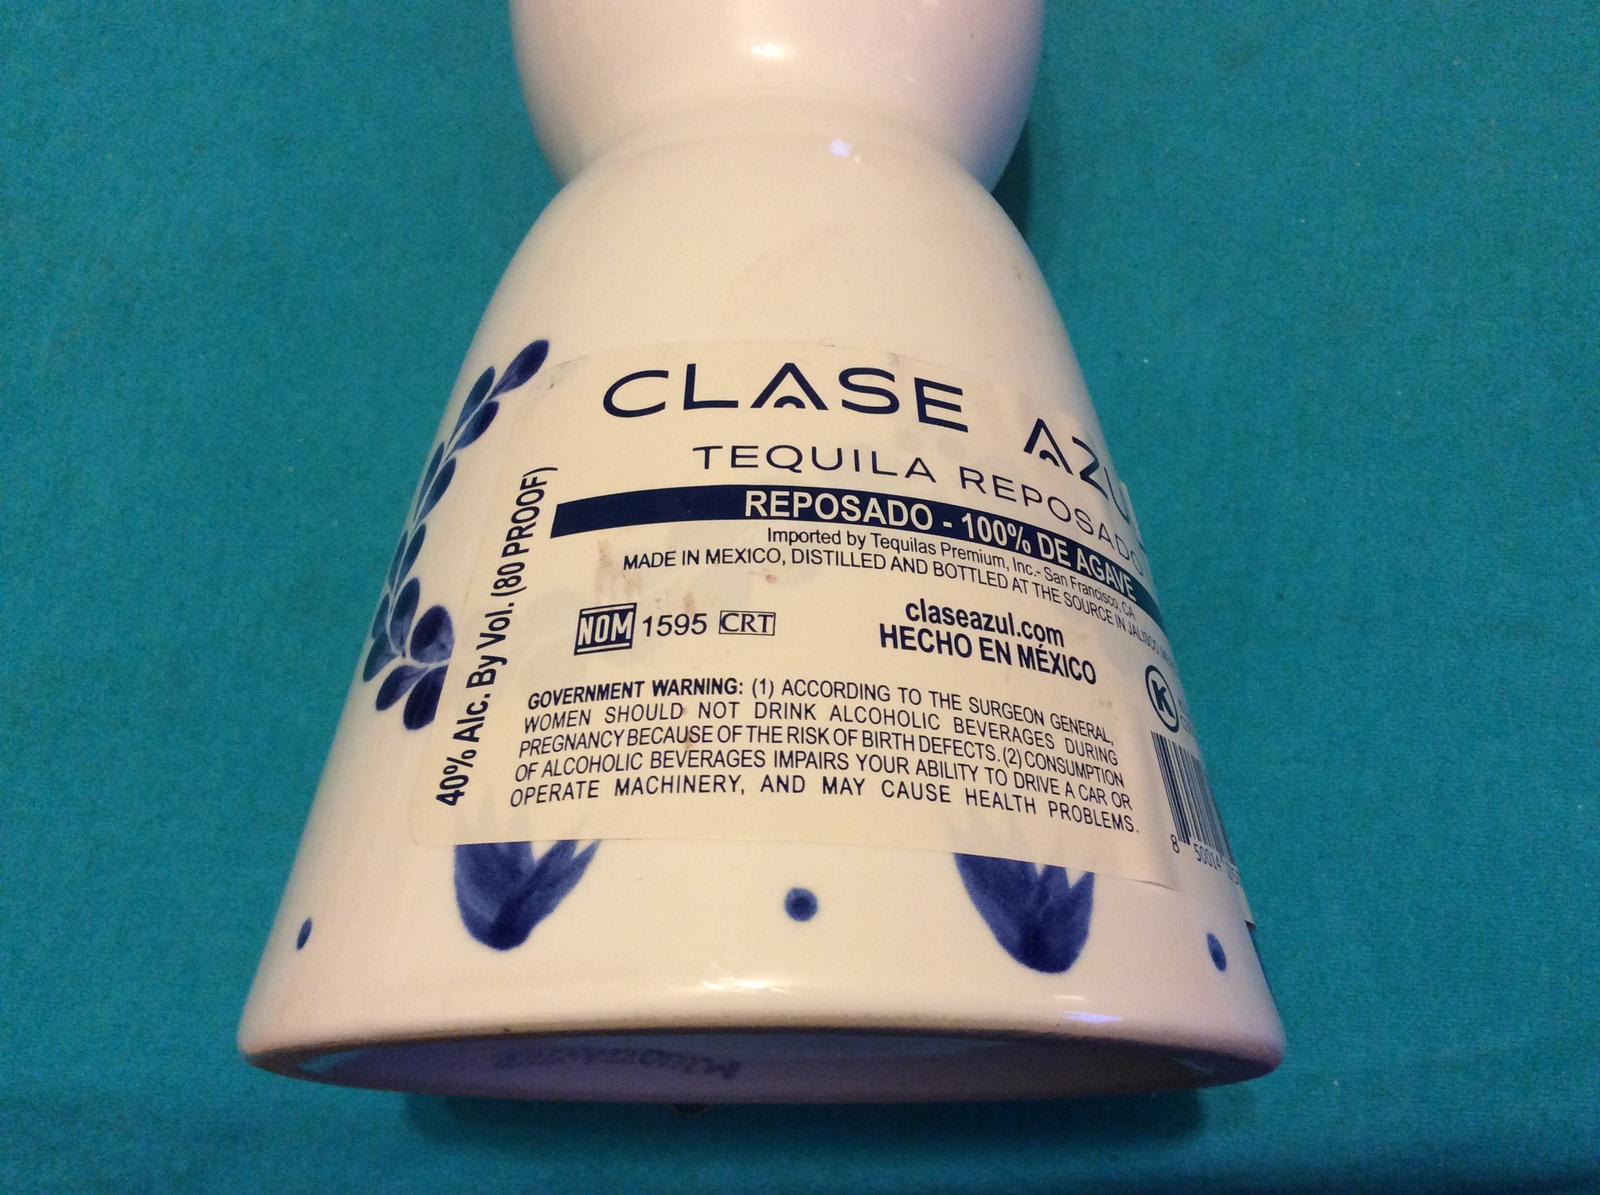 CLASE AZUL
TEQUILA REPOSADO
REPOSADO - 100% DE AGAVE
Imported by Tequilas Premium, Inc.- San Francisco, CA
MADE IN MEXICO, DISTILLED AND BOTTLED AT THE SOURCE IN JALISCO
40% Alc. By Vol. (80 PROOF)
NOM 1595 CRT
claseazul.com
HECHO EN MÉXICO
K
GOVERNMENT WARNING: (1) ACCORDING TO THE SURGEON GENERAL,
WOMEN SHOULD NOT DRINK ALCOHOLIC BEVERAGES DURING
PREGNANCY BECAUSE OF THE RISK OF BIRTH DEFECTS. (2) CONSUMPTION
OF ALCOHOLIC BEVERAGES IMPAIRS YOUR ABILITY TO DRIVE A CAR OR
OPERATE MACHINERY, AND MAY CAUSE HEALTH PROBLEMS.
8 50014